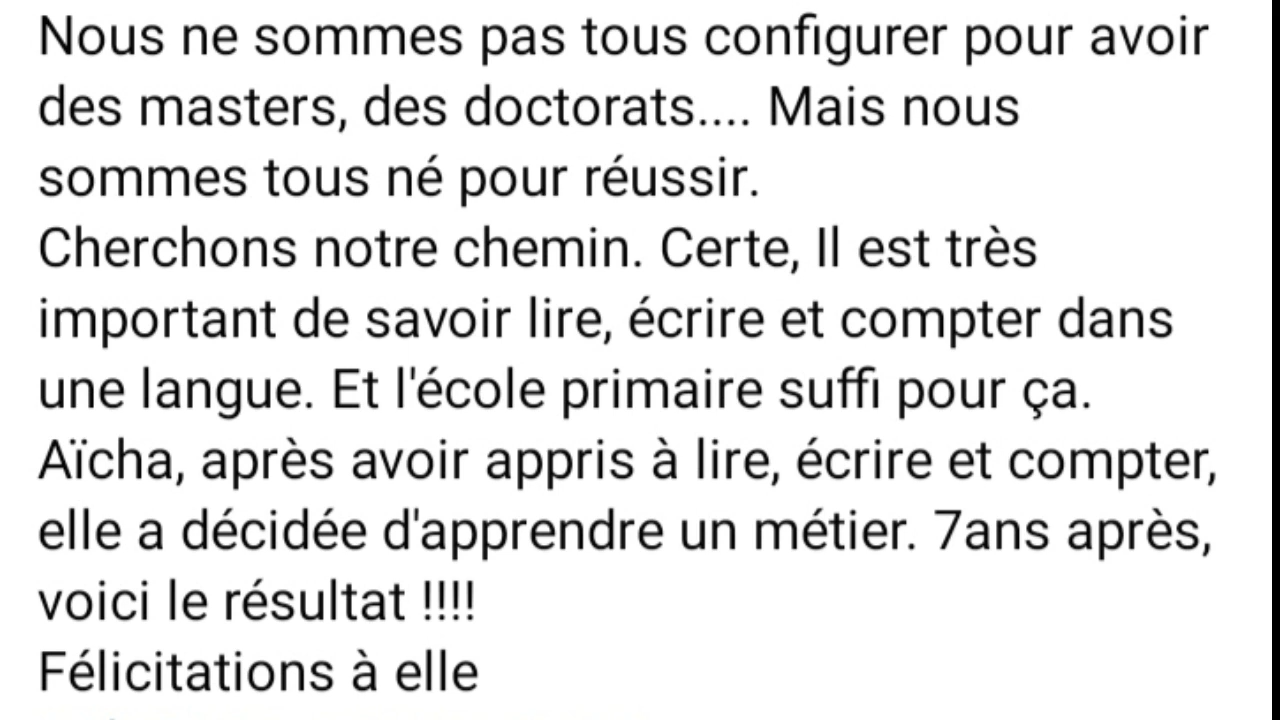 Nous ne sommes pas tous configurer pour avoir
des masters, des doctorats.... Mais nous
sommes tous né pour réussir.
Cherchons notre chemin. Certe, Il est très
important de savoir lire, écrire et compter dans
une langue. Et l'école primaire suffi pour ça.
Aïcha, après avoir appris à lire, écrire et compter,
elle a décidée d'apprendre un métier. 7ans après,
voici le résultat !!!!
Félicitations à elle